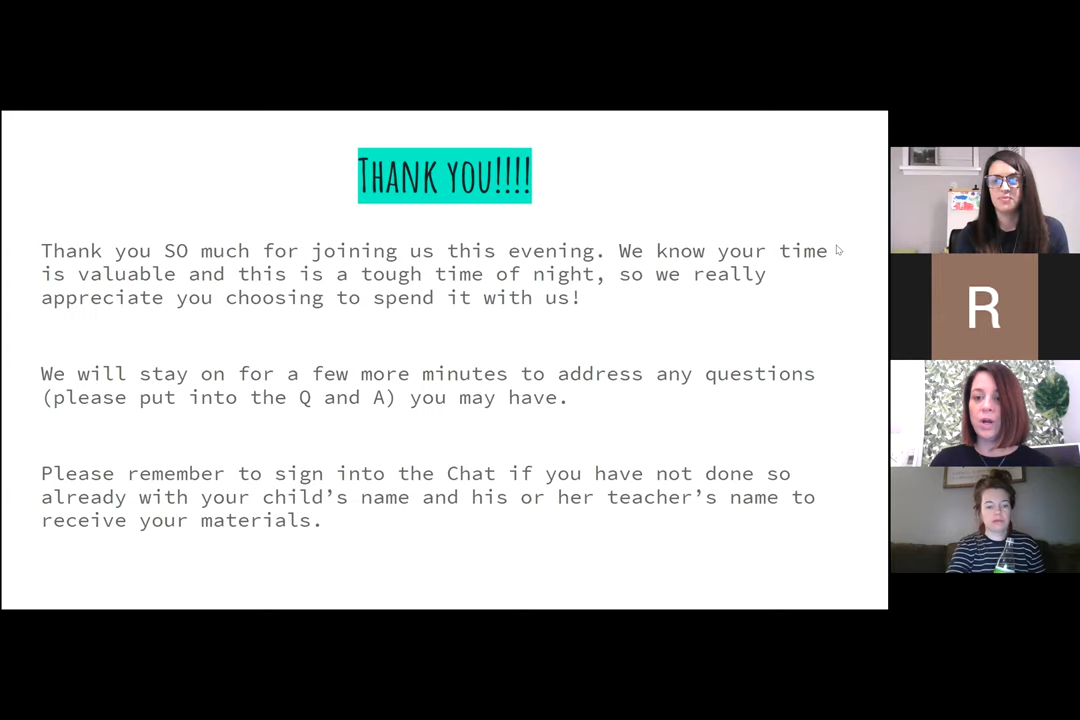 Thank you!!!!
Thank you SO much for joining us this evening. We know your time
is valuable and this is a tough time of night, so we really
appreciate you choosing to spend it with us!
We will stay on for a few more minutes to address any questions
(please put into the Q and A) you may have.
Please remember to sign into the Chat if you have not done so
already with your child’s name and his or her teacher’s name to
receive your materials.
R